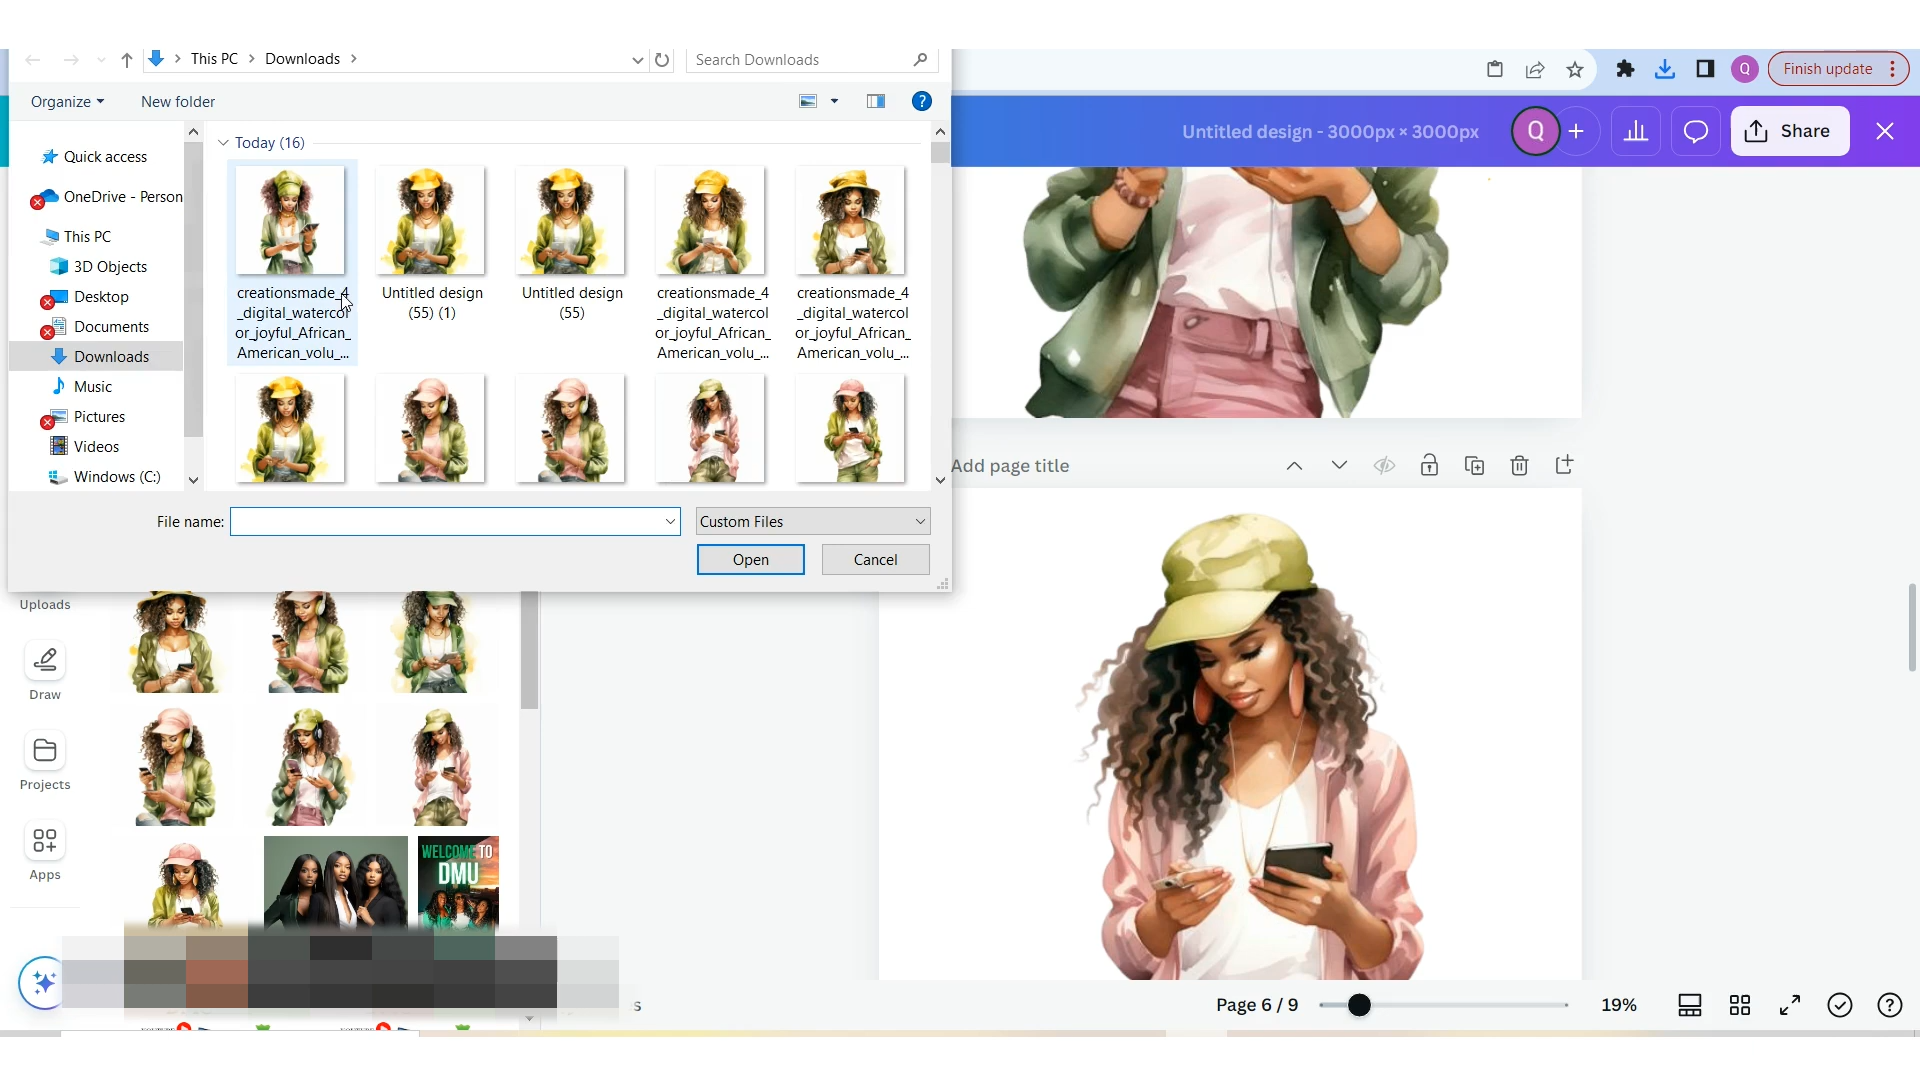 This PC
Downloads
Search Downloads
Finish update
Organize
New folder
?
Q
Untitled design - 3000px × 3000px
Q
+
Share
Today (16)
Quick access
OneDrive - Person
This PC
3D Objects
Desktop
Documents
Downloads
Music
Pictures
Videos
Windows (C:)
creationsmade_4
_digital_watercol
or_joyful_African_
American_volu_...
Untitled design
(55) (1)
Untitled design
(55)
creationsmade_4
_digital_watercol
or_joyful_African_
American_volu_...
creationsmade_4
_digital_watercol
or_joyful_African_
American_volu_...
Add page title
File name:
Custom Files
Open
Cancel
Uploads
Draw
Projects
Apps
WELCOME TO
DMU
s
Page 6 / 9
19%
?